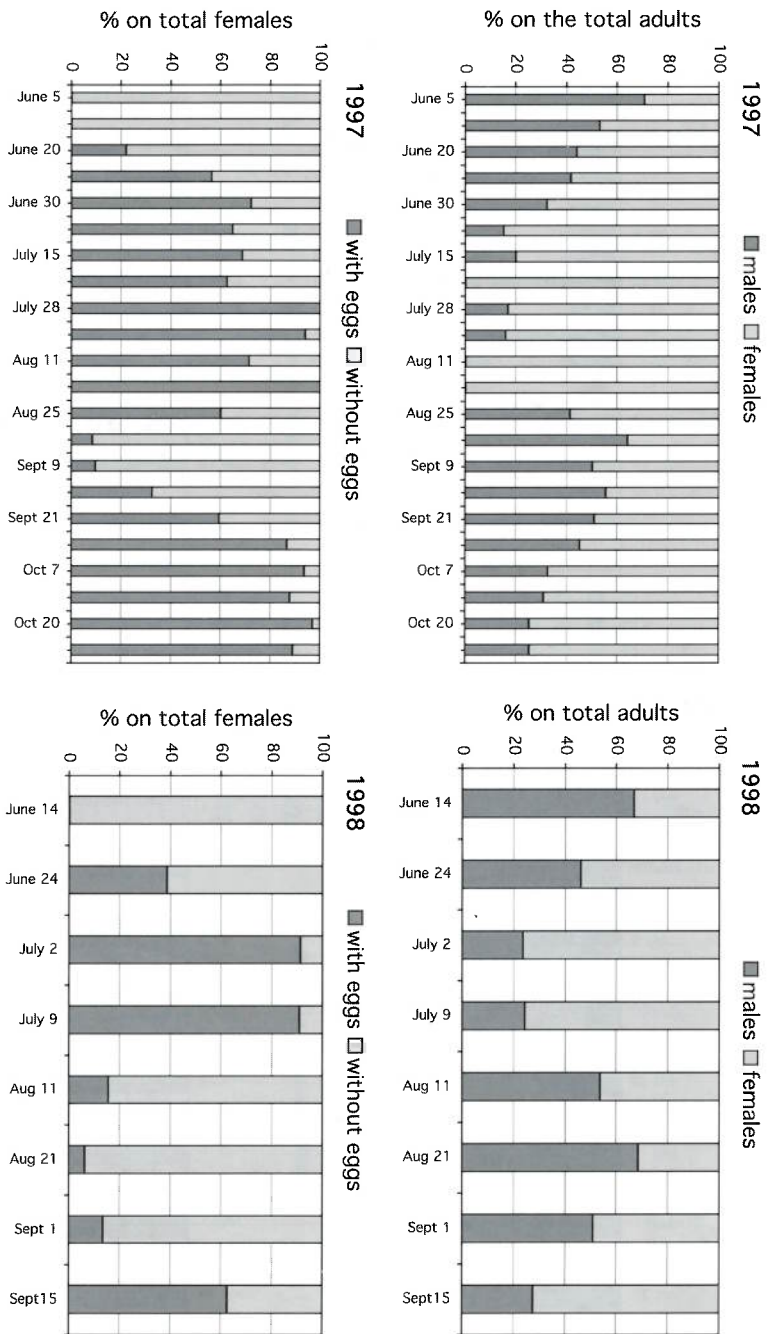 1997
males females
% on the total adults
0 20 40 60 80 100
June 5
June 20
June 30
July 15
July 28
Aug 11
Aug 25
Sept 9
Sept 21
Oct 7
Oct 20
1997
with eggs without eggs
% on total females
0 20 40 60 80 100
June 5
June 20
June 30
July 15
July 28
Aug 11
Aug 25
Sept 9
Sept 21
Oct 7
Oct 20
1998
males females
% on total adults
0 20 40 60 80 100
June 14
June 24
July 2
July 9
Aug 11
Aug 21
Sept 1
Sept15
1998
with eggs without eggs
% on total females
0 20 40 60 80 100
June 14
June 24
July 2
July 9
Aug 11
Aug 21
Sept 1
Sept15